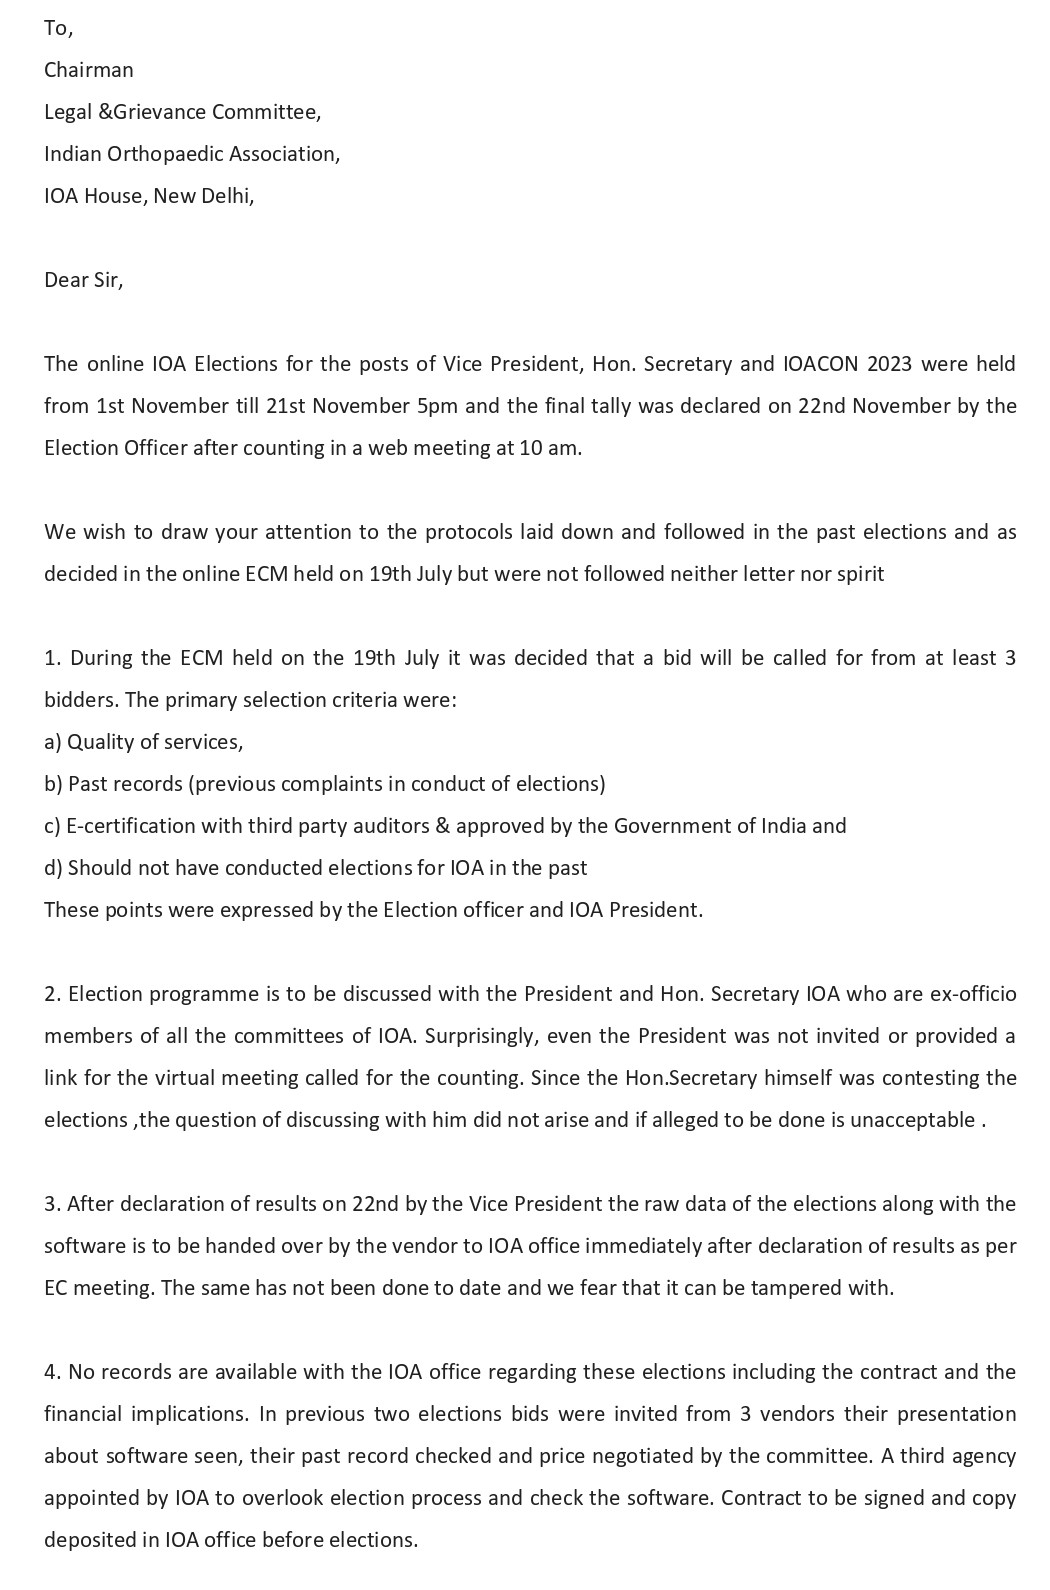 To,
Chairman
Legal &Grievance Committee,
Indian Orthopaedic Association,
IOA House, New Delhi,
Dear Sir,
The online IOA Elections for the posts of Vice President, Hon. Secretary and IOACON 2023 were held
from 1st November till 21st November 5pm and the final tally was declared on 22nd November by the
Election Officer after counting in a web meeting at 10 am.
We wish to draw your attention to the protocols laid down and followed in the past elections and as
decided in the online ECM held on 19th July but were not followed neither letter nor spirit
1. During the ECM held on the 19th July it was decided that a bid will be called for from at least 3
bidders. The primary selection criteria were:
a) Quality of services,
b) Past records (previous complaints in conduct of elections)
c) E-certification with third party auditors & approved by the Government of India and
d) Should not have conducted elections for IOA in the past
These points were expressed by the Election officer and IOA President.
2. Election programme is to be discussed with the President and Hon. Secretary IOA who are ex-officio
members of all the committees of IOA. Surprisingly, even the President was not invited or provided a
link for the virtual meeting called for the counting. Since the Hon.Secretary himself was contesting the
elections ,the question of discussing with him did not arise and if alleged to be done is unacceptable .
3. After declaration of results on 22nd by the Vice President the raw data of the elections along with the
software is to be handed over by the vendor to IOA office immediately after declaration of results as per
EC meeting. The same has not been done to date and we fear that it can be tampered with.
4. No records are available with the IOA office regarding these elections including the contract and the
financial implications. In previous two elections bids were invited from 3 vendors their presentation
about software seen, their past record checked and price negotiated by the committee. A third agency
appointed by IOA to overlook election process and check the software. Contract to be signed and copy
deposited in IOA office before elections.